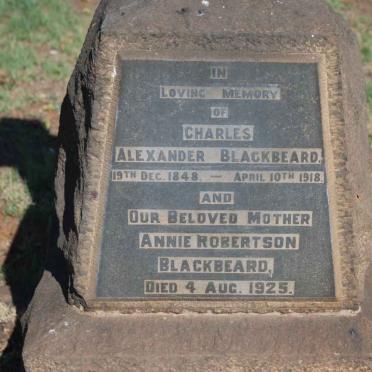 IN
LOVING MEMORY
OF
CHARLES
ALEXANDER BLACKBEARD.
19TH DEC. 1848. — APRIL 10TH 1918.
AND
OUR BELOVED MOTHER
ANNIE ROBERTSON
BLACKBEARD,
DIED 4 AUG. 1925.